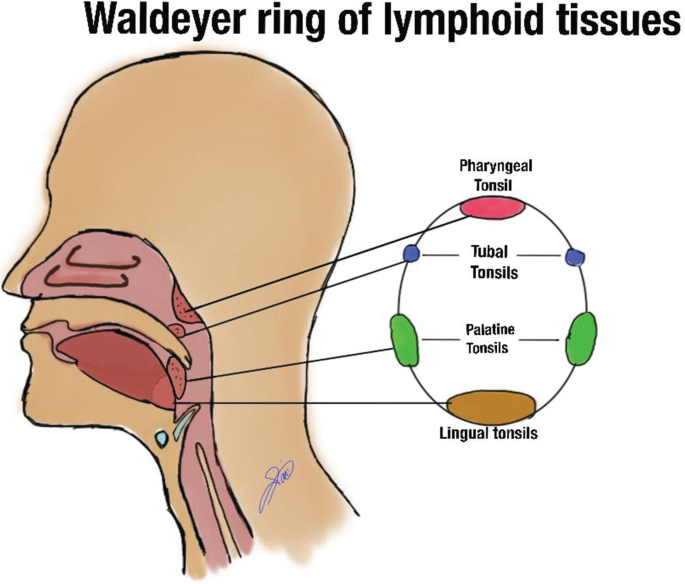 Waldeyer ring of lymphoid tissues
Pharyngeal
Tonsil
Tubal
Tonsils
Palatine
Tonsils
Lingual tonsils